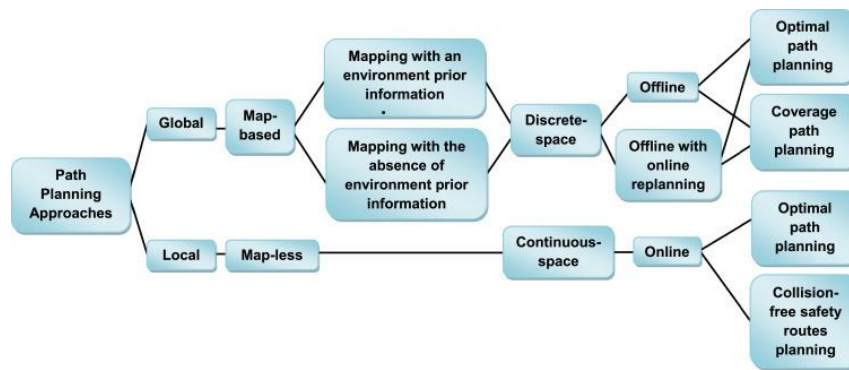 Path
Planning
Approaches
Global
Map-
based
Mapping with an
environment prior
information
.
Mapping with the
absence of
environment prior
information
Discrete-
space
Offline
Offline with
online
replanning
Optimal
path
planning
Coverage
path
planning
Local
Map-less
Continuous-
space
Online
Optimal
path
planning
Collision-
free safety
routes
planning